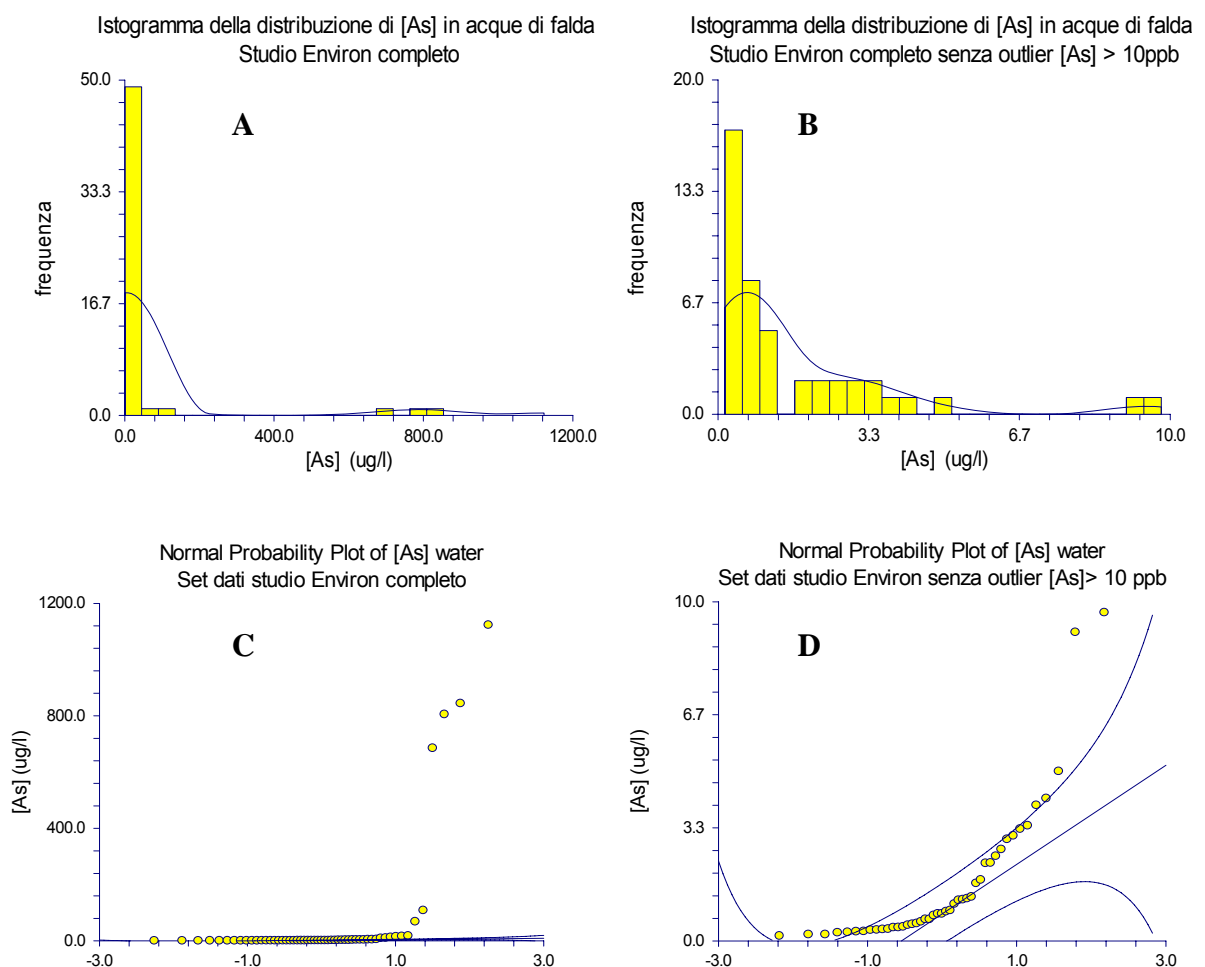 Istogramma della distribuzione di [As] in acque di falda
Studio Environ completo
A
50.0
33.3
16.7
0.0
frequenza
0.0
400.0
800.0
1200.0
[As] (ug/l)
Istogramma della distribuzione di [As] in acque di falda
Studio Environ completo senza outlier [As] > 10ppb
B
20.0
13.3
6.7
0.0
frequenza
0.0
3.3
6.7
10.0
[As] (ug/l)
Normal Probability Plot of [As] water
Set dati studio Environ completo
C
1200.0
800.0
400.0
0.0
[As] (ug/l)
-3.0
-1.0
1.0
3.0
Normal Probability Plot of [As] water
Set dati studio Environ senza outlier [As]> 10 ppb
D
10.0
6.7
3.3
0.0
[As] (ug/l)
-3.0
-1.0
1.0
3.0